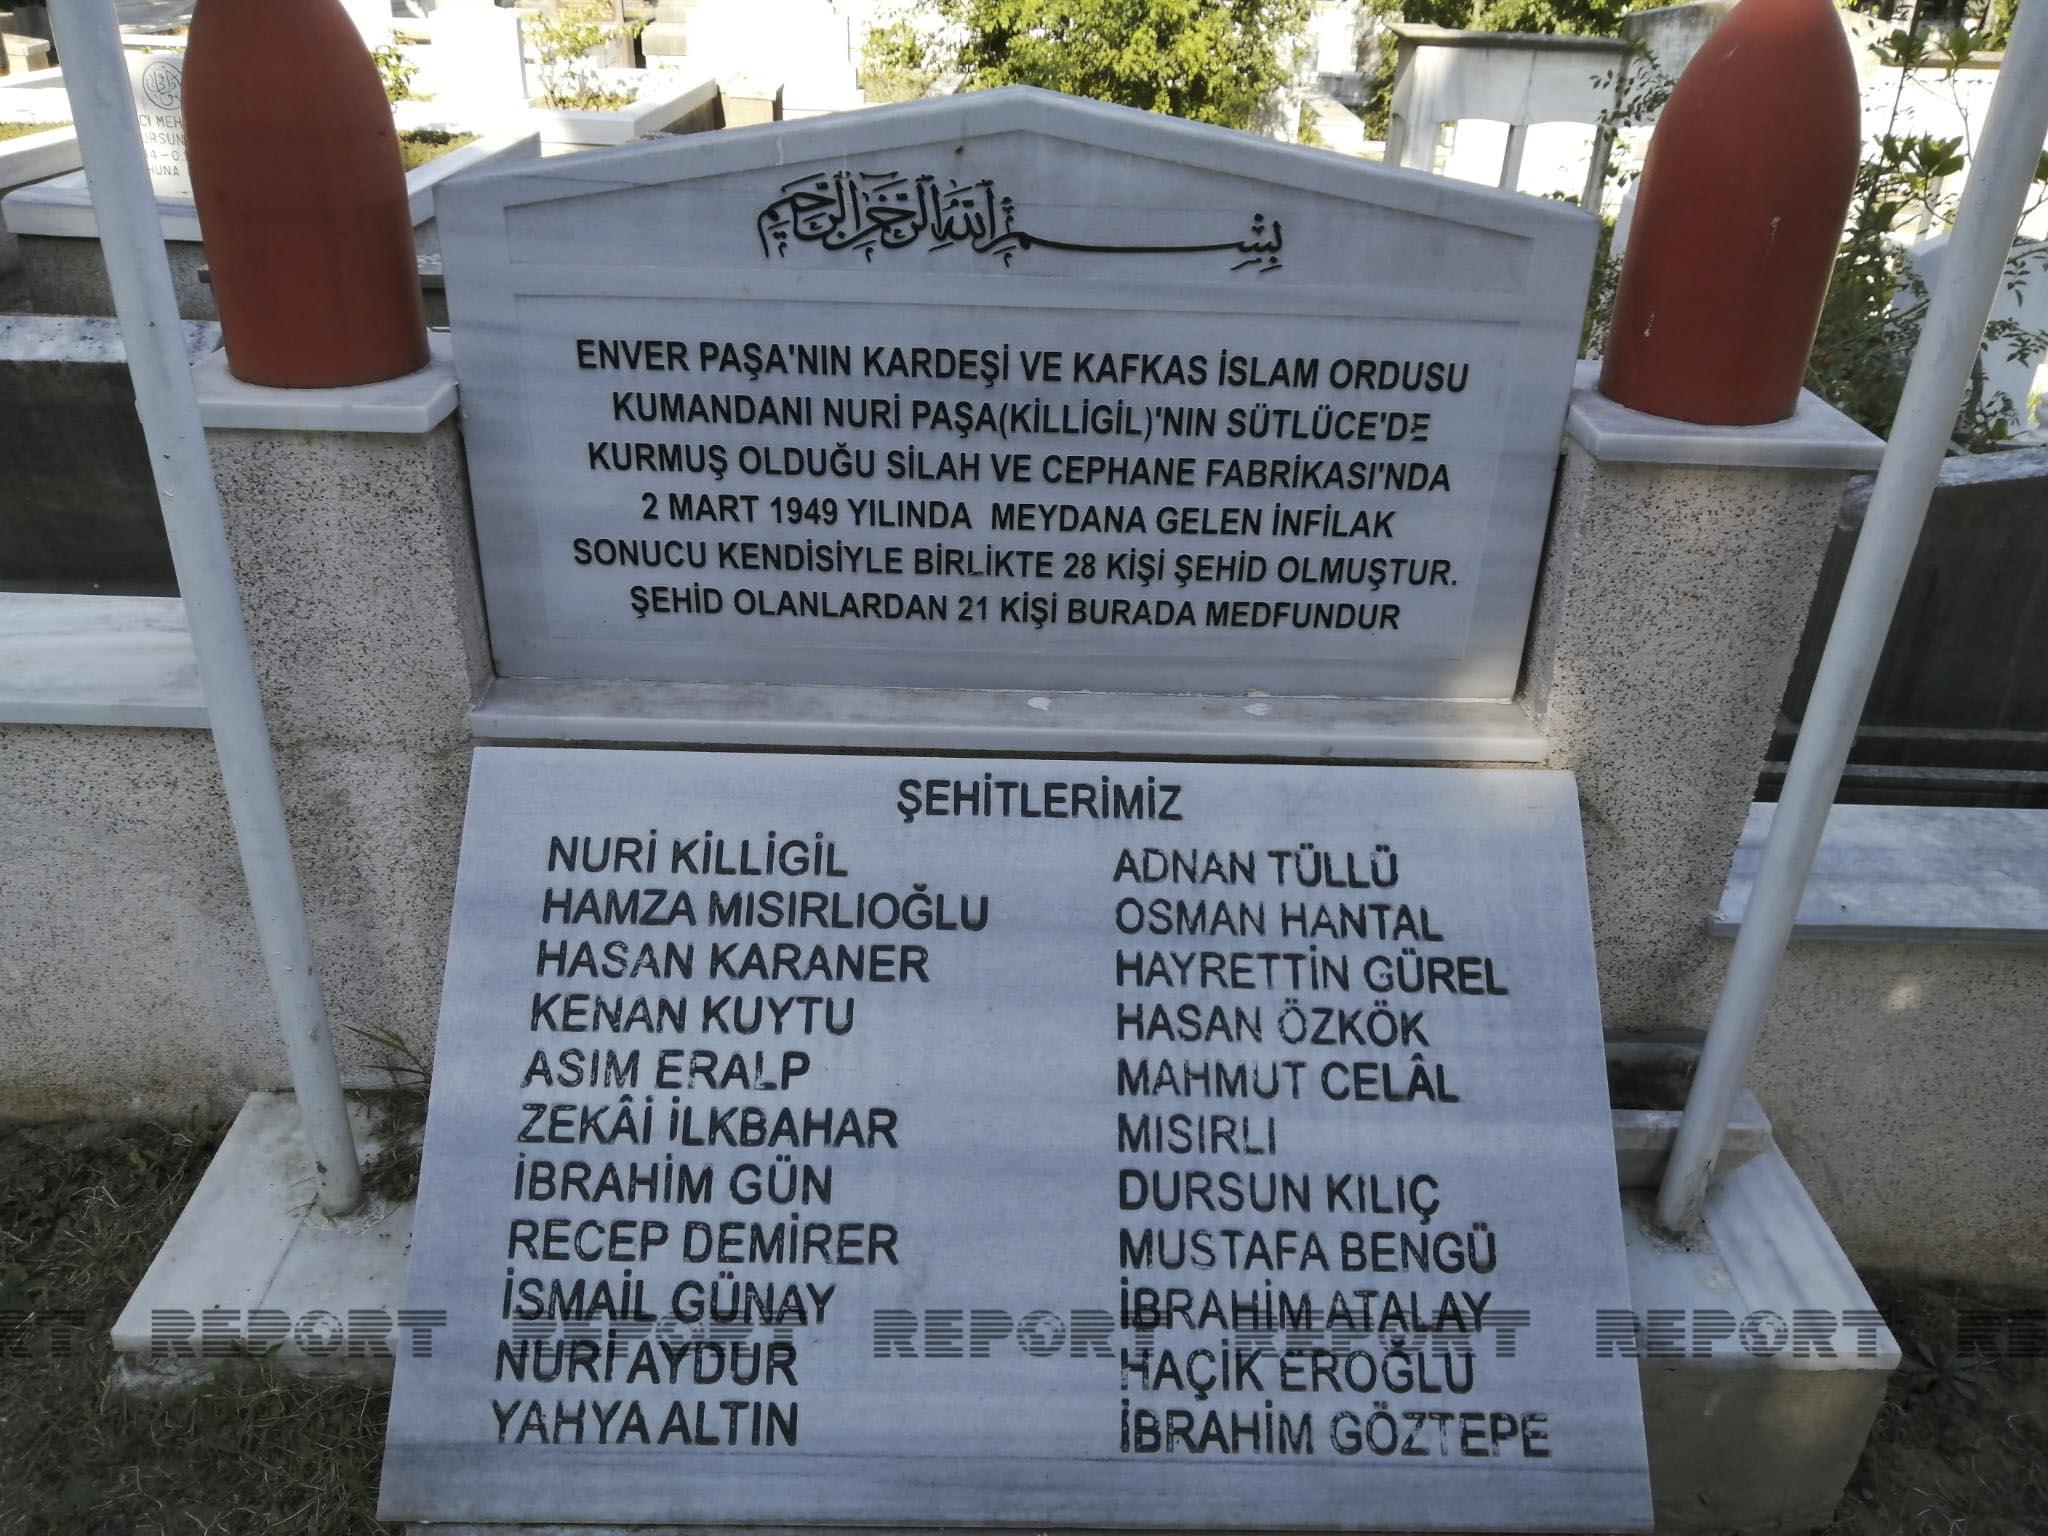 بسم الله الرحمن الرحيم
ENVER PAŞA'NIN KARDEŞİ VE KAFKAS İSLAM ORDUSU
KUMANDANI NURİ PAŞA(KİLLİGİL)'NIN SÜTLÜCE'DE
KURMUŞ OLDUĞU SİLAH VE CEPHANE FABRİKASI'NDA
2 MART 1949 YILINDA MEYDANA GELEN İNFİLAK
SONUCU KENDİSİYLE BİRLİKTE 28 KİŞİ ŞEHİD OLMUŞTUR.
ŞEHİD OLANLARDAN 21 KİŞİ BURADA MEDFUNDUR
ŞEHİTLERİMİZ
NURİ KİLLİGİL
HAMZA MISIRLIOĞLU
HASAN KARANER
KENAN KUYTU
ASIM ERALP
ZEKÂİ İLKBAHAR
İBRAHİM GÜN
RECEP DEMİRER
İSMAİL GÜNAY
NURİ AYDUR
YAHYA ALTIN
ADNAN TÜLLÜ
OSMAN HANTAL
HAYRETTİN GÜREL
HASAN ÖZKÖK
MAHMUT CELÂL
MISIRLI
DURSUN KILIÇ
MUSTAFA BENGÜ
İBRAHİM ATALAY
HAÇİK EROĞLU
İBRAHİM GÖZTEPE
REPORT REPORT REPORT REPORT REPORT